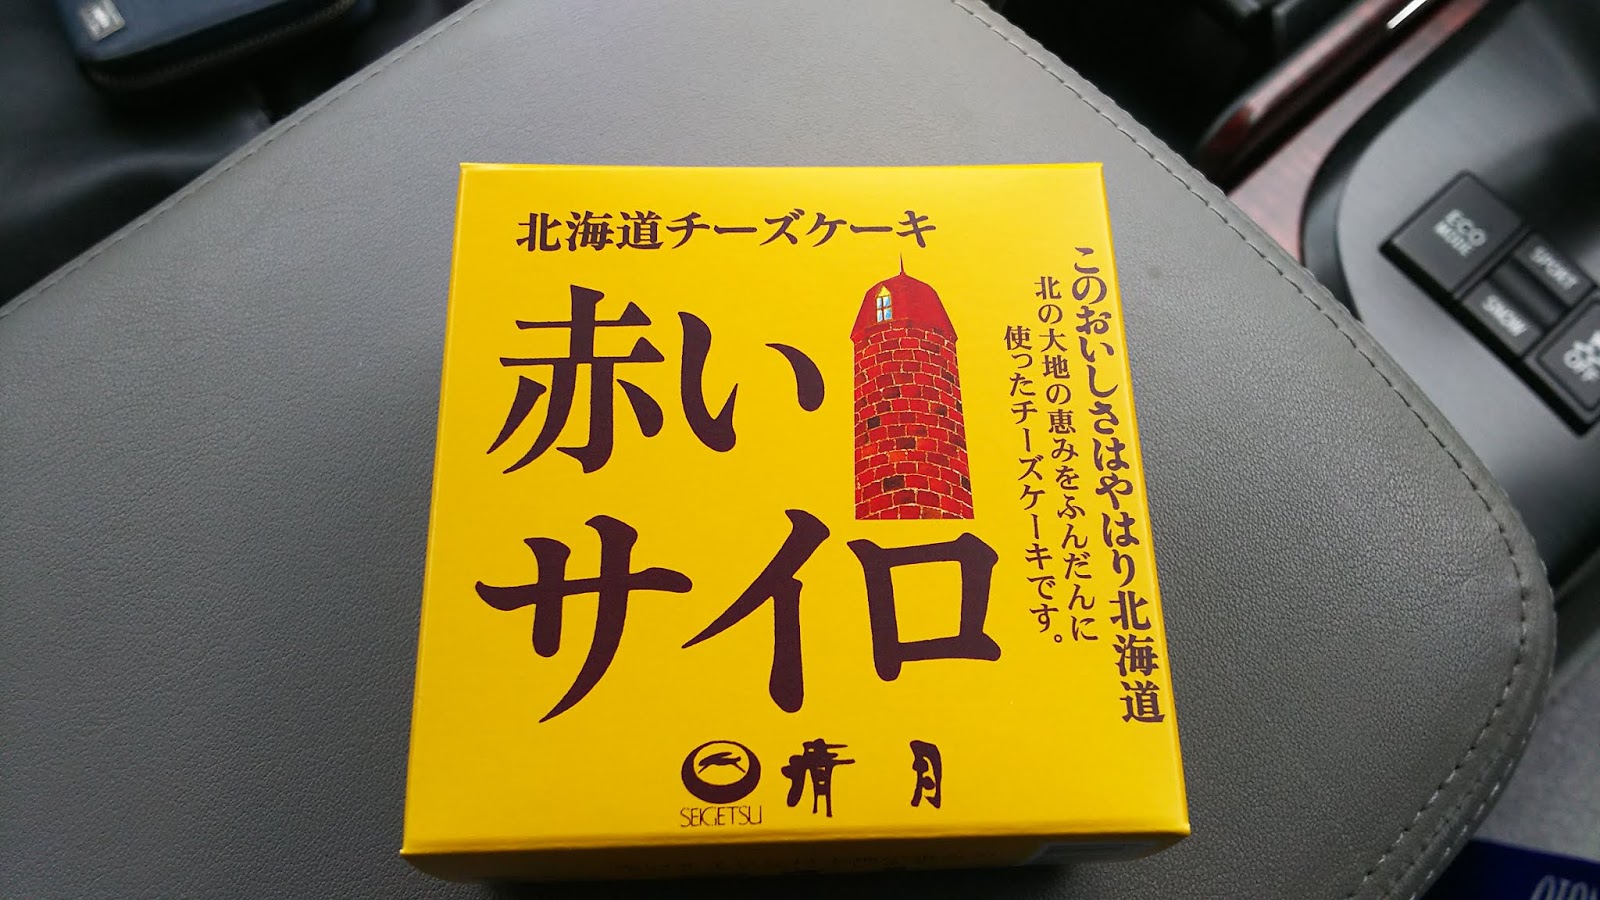 北海道チーズケーキ
赤い
サイロ
このおいしさはやはり北海道
北の大地の恵みをふんだんに
使ったチーズケーキです。
SEIGETSU
清月
ECO
MODE
SPORT
SNOW
OFF